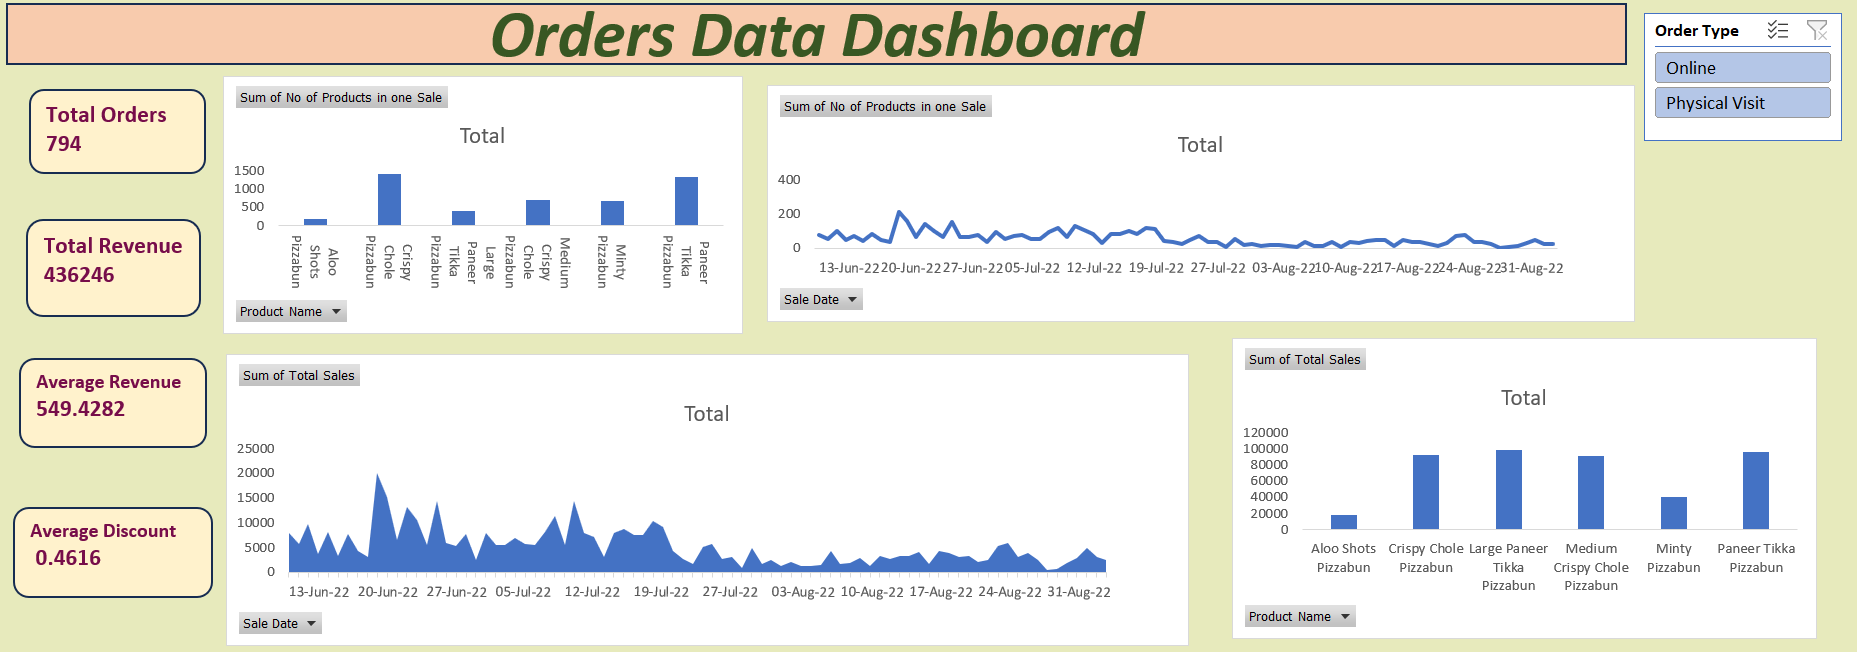 Orders Data Dashboard
Order Type
Online
Physical Visit
Total Orders
794
Total Revenue
436246
Average Revenue
549.4282
Average Discount
0.4616
Sum of No of Products in one Sale
Total
1500
1000
500
0
Aloo
Shots
Pizzabun
Crispy
Chole
Pizzabun
Large
Paneer
Tikka
Pizzabun
Medium
Crispy
Chole
Pizzabun
Minty
Pizzabun
Paneer
Tikka
Pizzabun
Product Name
Sum of No of Products in one Sale
Total
400
200
0
13-Jun-22 20-Jun-22 27-Jun-22 05-Jul-22 12-Jul-22 19-Jul-22 27-Jul-22 03-Aug-22 10-Aug-22 17-Aug-22 24-Aug-22 31-Aug-22
Sale Date
Sum of Total Sales
Total
25000
20000
15000
10000
5000
0
13-Jun-22 20-Jun-22 27-Jun-22 05-Jul-22 12-Jul-22 19-Jul-22 27-Jul-22 03-Aug-22 10-Aug-22 17-Aug-22 24-Aug-22 31-Aug-22
Sale Date
Sum of Total Sales
Total
120000
100000
80000
60000
40000
20000
0
Aloo Shots
Pizzabun
Crispy Chole
Pizzabun
Large Paneer
Tikka
Pizzabun
Medium
Crispy Chole
Pizzabun
Minty
Pizzabun
Paneer Tikka
Pizzabun
Product Name